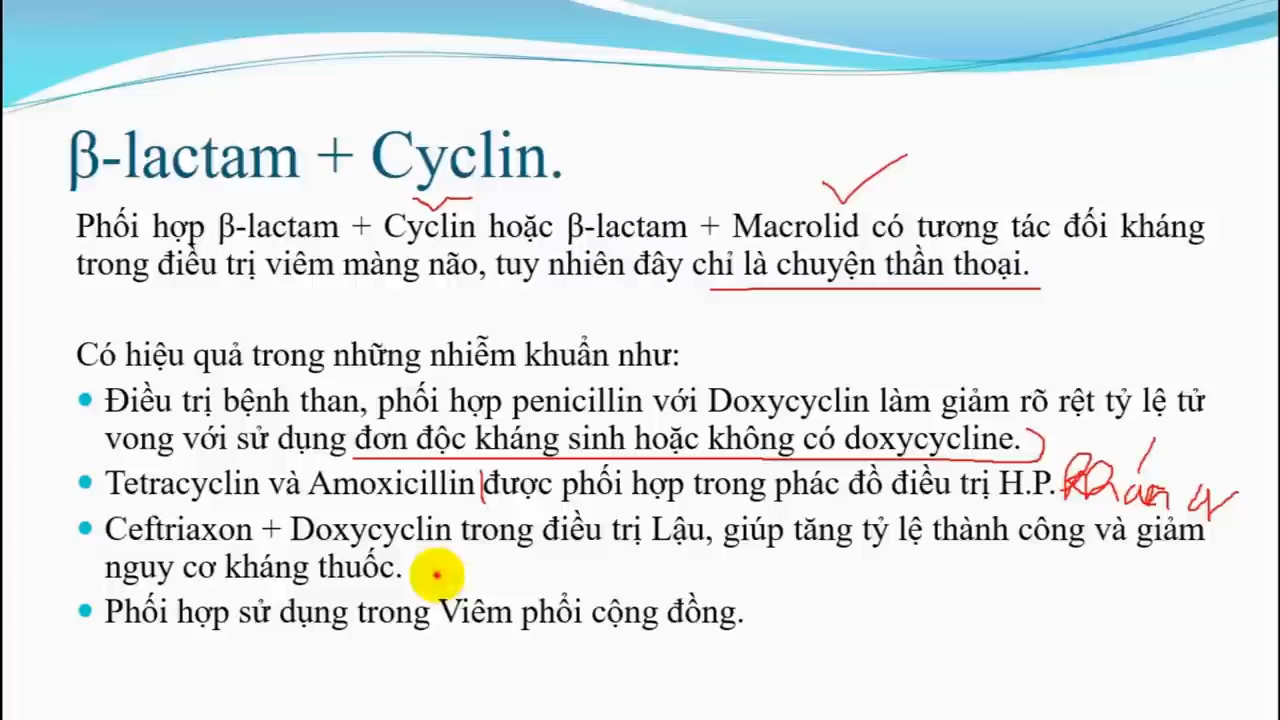 β-lactam + Cyclin.
Phối hợp β-lactam + Cyclin hoặc β-lactam + Macrolid có tương tác đối kháng
trong điều trị viêm màng não, tuy nhiên đây chỉ là chuyện thần thoại.
Có hiệu quả trong những nhiễm khuẩn như:
Điều trị bệnh than, phối hợp penicillin với Doxycyclin làm giảm rõ rệt tỷ lệ tử
vong với sử dụng đơn độc kháng sinh hoặc không có doxycycline.
Tetracyclin và Amoxicillin được phối hợp trong phác đồ điều trị H.P.
Ceftriaxon + Doxycyclin trong điều trị Lậu, giúp tăng tỷ lệ thành công và giảm
nguy cơ kháng thuốc.
Phối hợp sử dụng trong Viêm phổi cộng đồng.